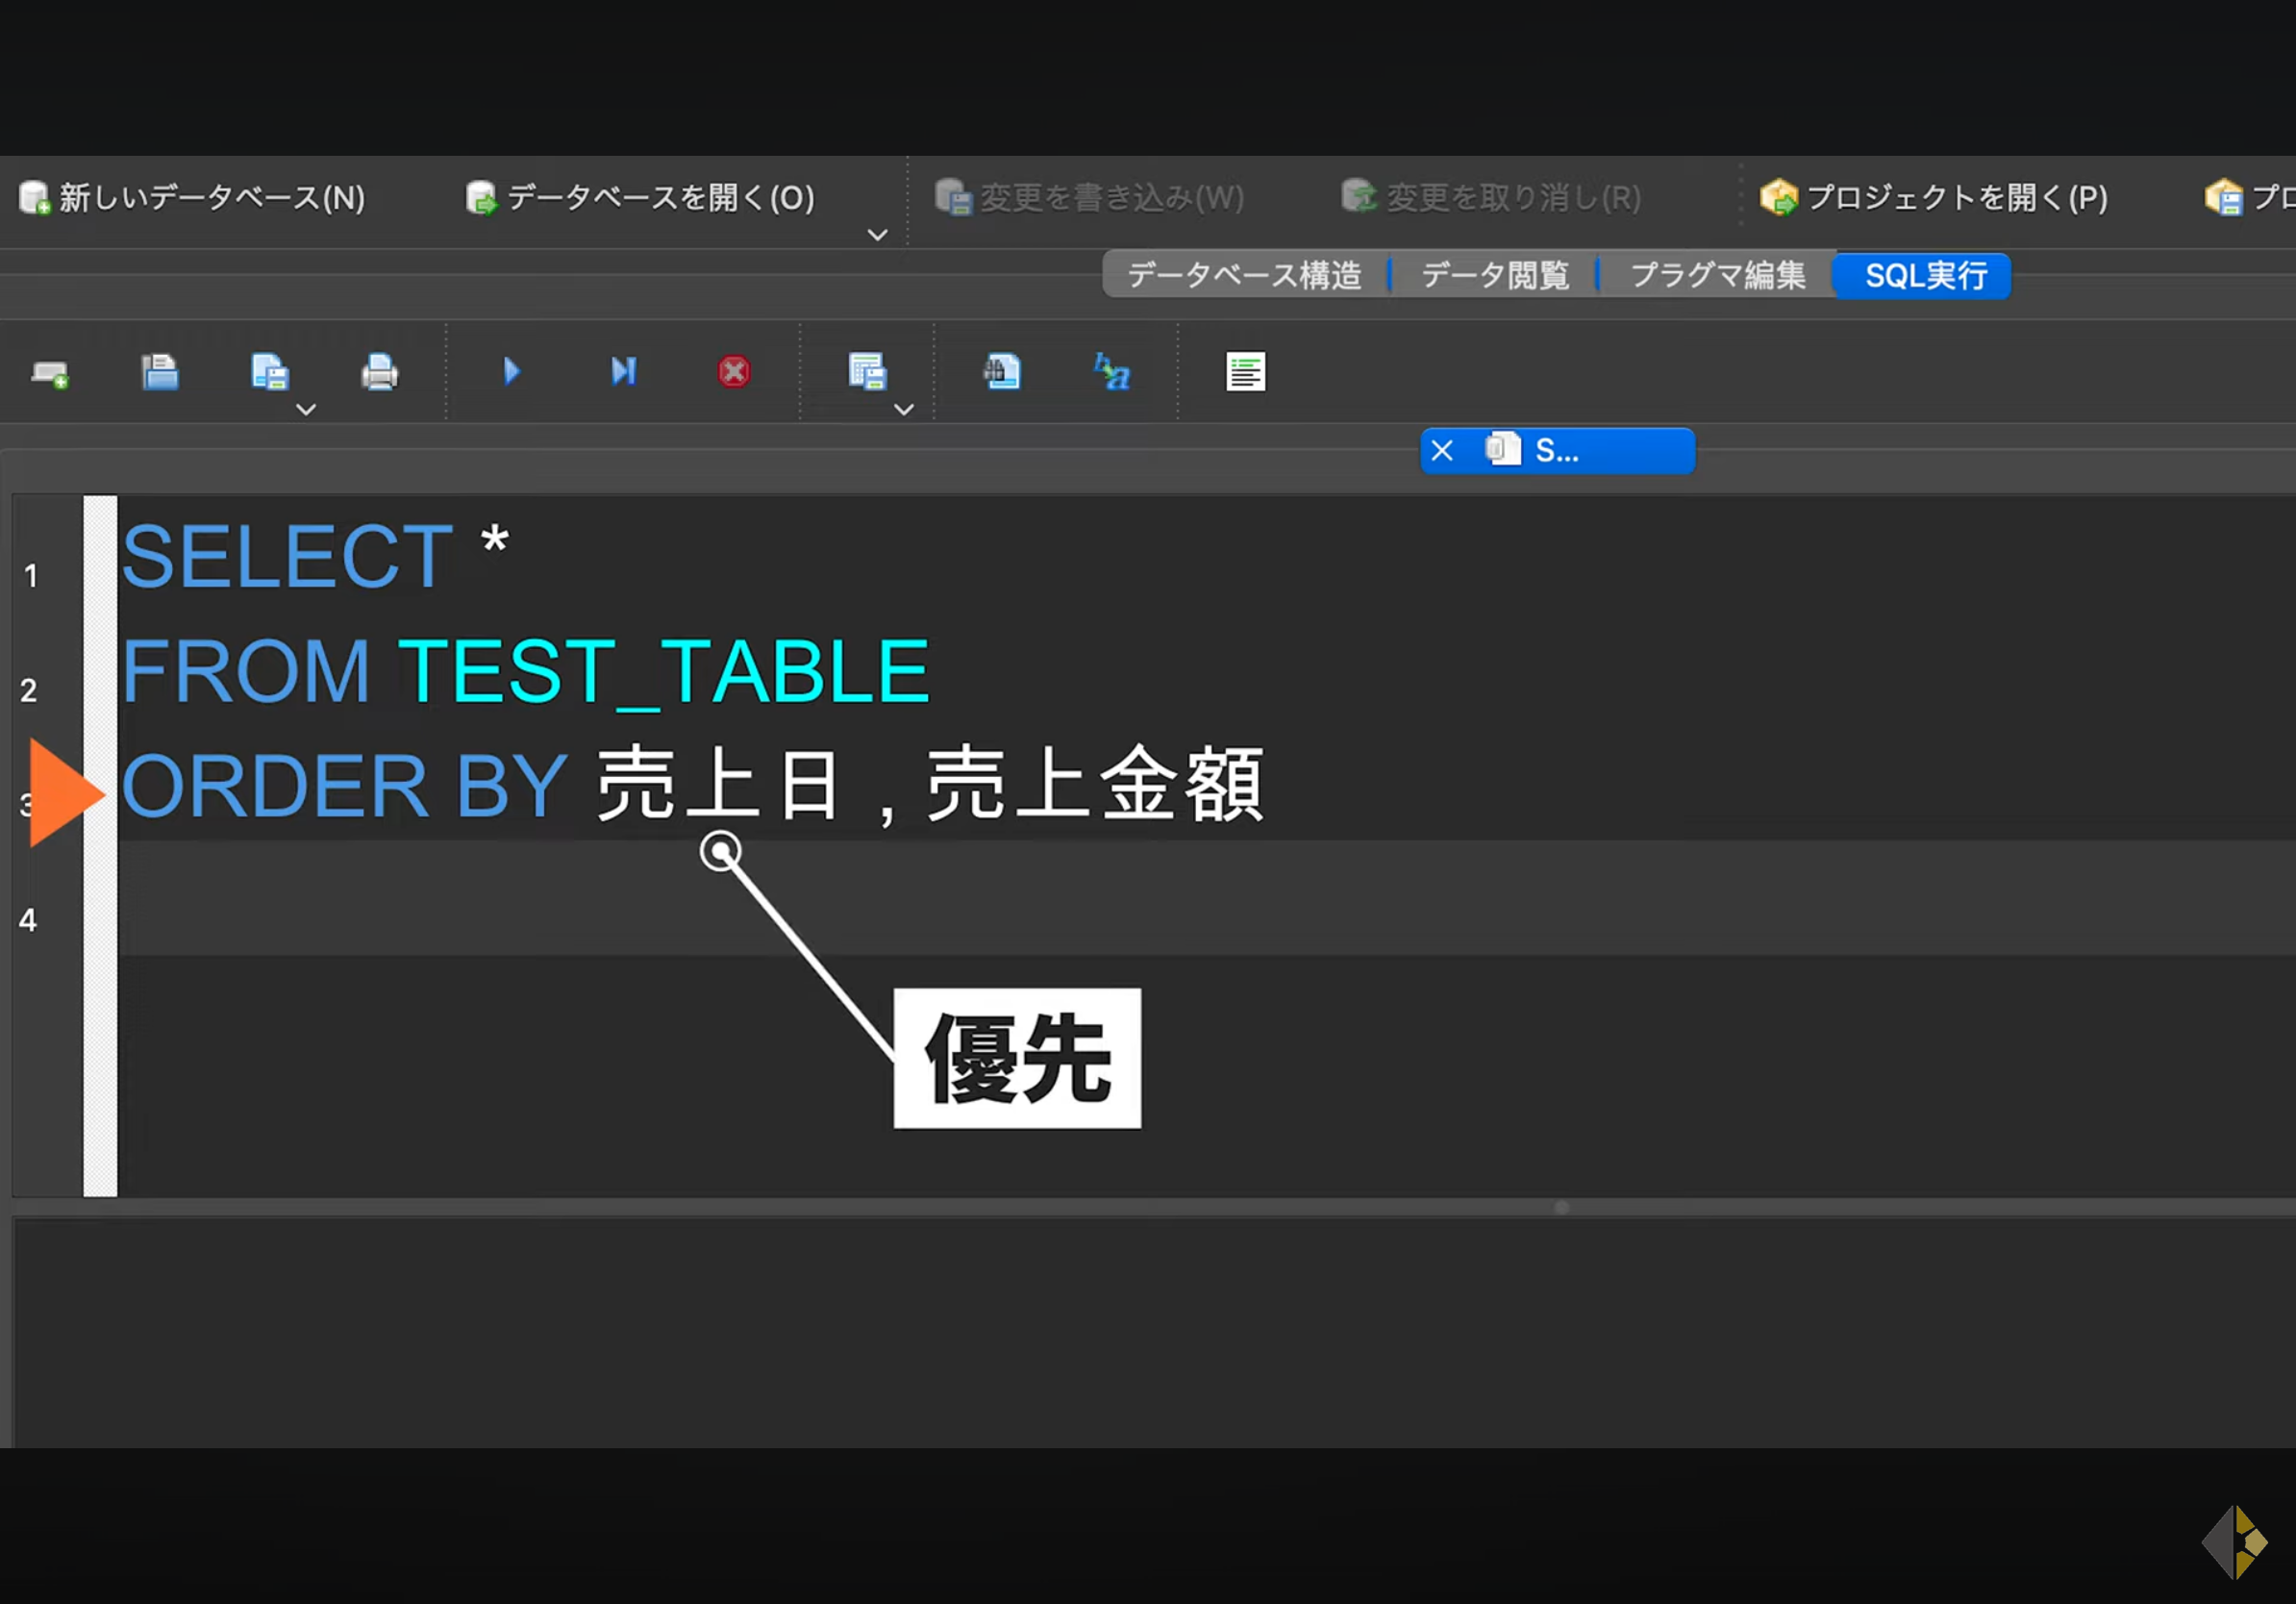 新しいデータベース(N) データベースを開く(O) 変更を書き込み(W) 変更を取り消し(R) プロジェクトを開く(P) プロ
データベース構造 データ閲覧 プラグマ編集 SQL実行
S...
1 SELECT *
2 FROM TEST_TABLE
3 ORDER BY 売上日 , 売上金額
4
優先